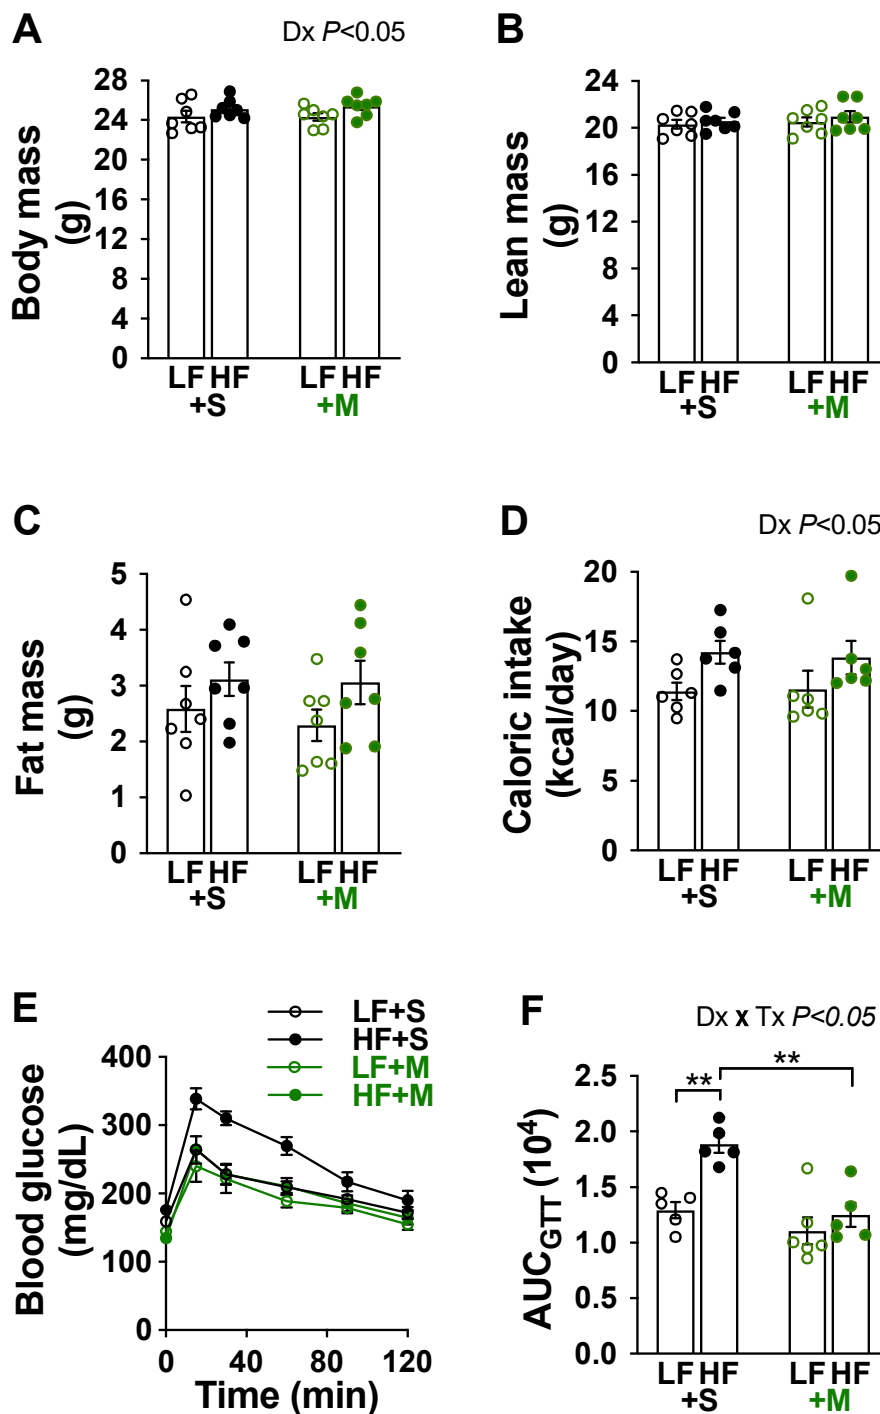 A
Dx P<0.05
Body mass
(g)
28
24
20
16
12
8
4
0
LF HF LF HF
+S +M
B
Lean mass
(g)
24
20
16
12
8
4
0
LF HF LF HF
+S +M
C
Fat mass
(g)
5
4
3
2
1
0
LF HF LF HF
+S +M
D
Dx P<0.05
Caloric intake
(kcal/day)
20
15
10
5
0
LF HF LF HF
+S +M
E
LF+S
HF+S
LF+M
HF+M
Blood glucose
(mg/dL)
400
300
200
100
0
0 40 80 120
Time (min)
F
Dx x Tx P<0.05
** **
AUCGTT (10⁴)
2.5
2.0
1.5
1.0
0.5
0.0
LF HF LF HF
+S +M